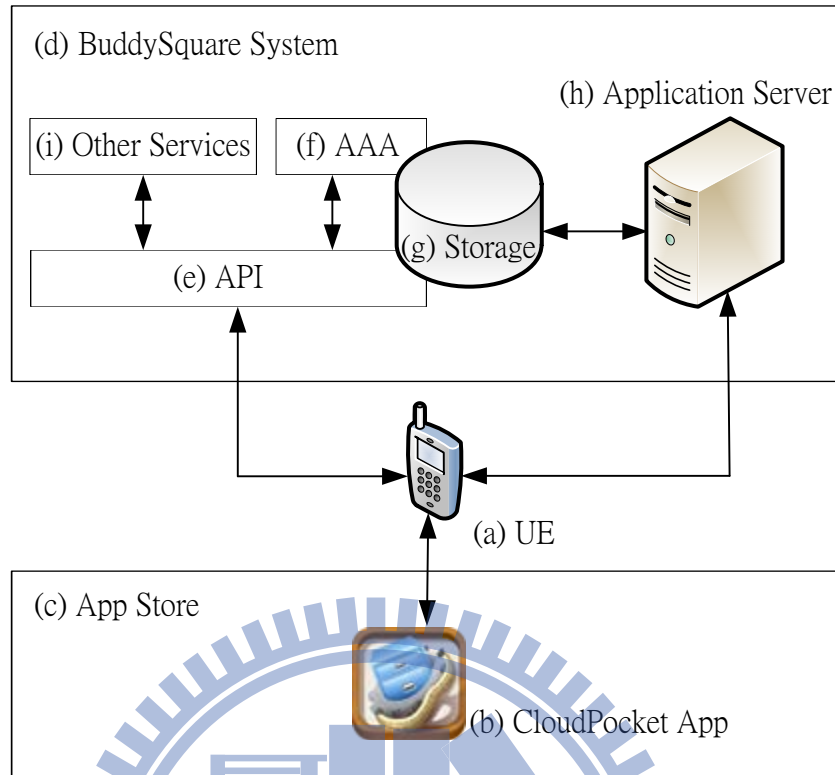 (d) BuddySquare System
(h) Application Server
(i) Other Services
(f) AAA
(g) Storage
(e) API
(a) UE
(c) App Store
(b) CloudPocket App